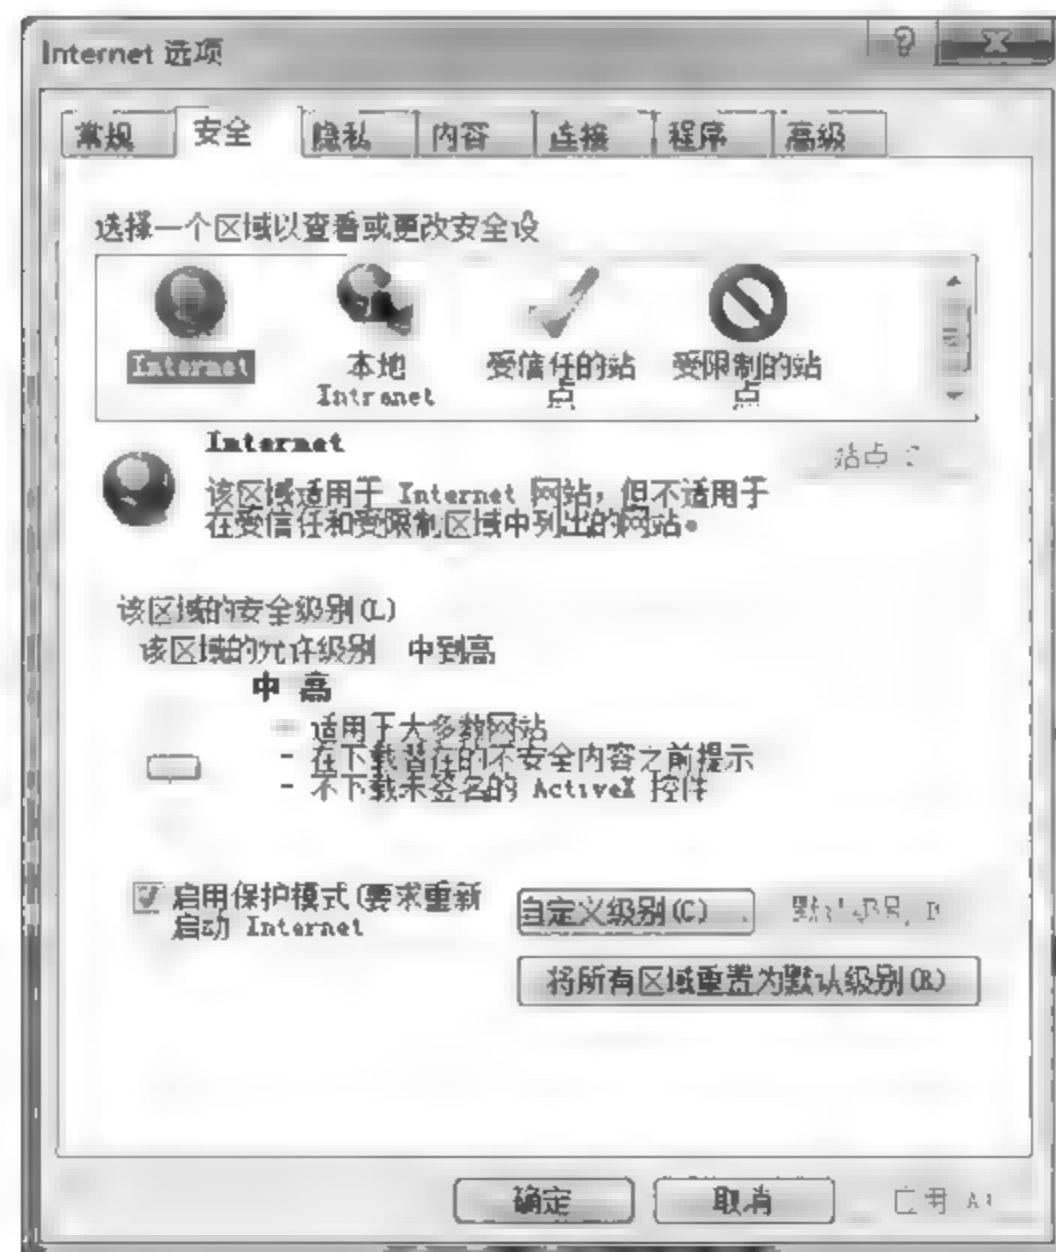 Internet 选项
常规 安全 隐私 内容 连接 程序 高级
选择一个区域以查看或更改安全设
Internet 本地 受信任的站 受限制的站
Intranet 点 点
Internet
站点
该区域适用于 Internet 网站，但不适用于
在受信任和受限制区域中列出的网站。
该区域的安全级别(L)
该区域的允许级别 中到高
中 高
- 适用于大多数网站
- 在下载潜在的不安全内容之前提示
- 不下载未签名的 ActiveX 控件
启用保护模式(要求重新
启动 Internet
自定义级别(C)
将所有区域重置为默认级别(R)
确定 取消